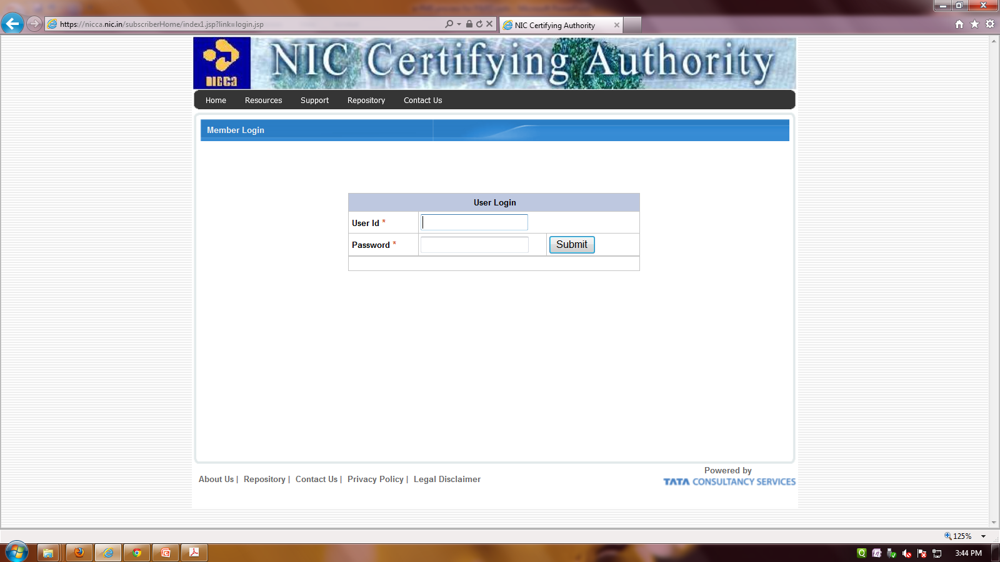 https://nicca.nic.in/subscriberHome/index1.jsp?link=login.jsp
NIC Certifying Authority
nicca
NIC Certifying Authority
Home Resources Support Repository Contact Us
Member Login
User Login
User Id *
Password * Submit
Powered by
About Us | Repository | Contact Us | Privacy Policy | Legal Disclaimer
TATA CONSULTANCY SERVICES
125%
3:44 PM